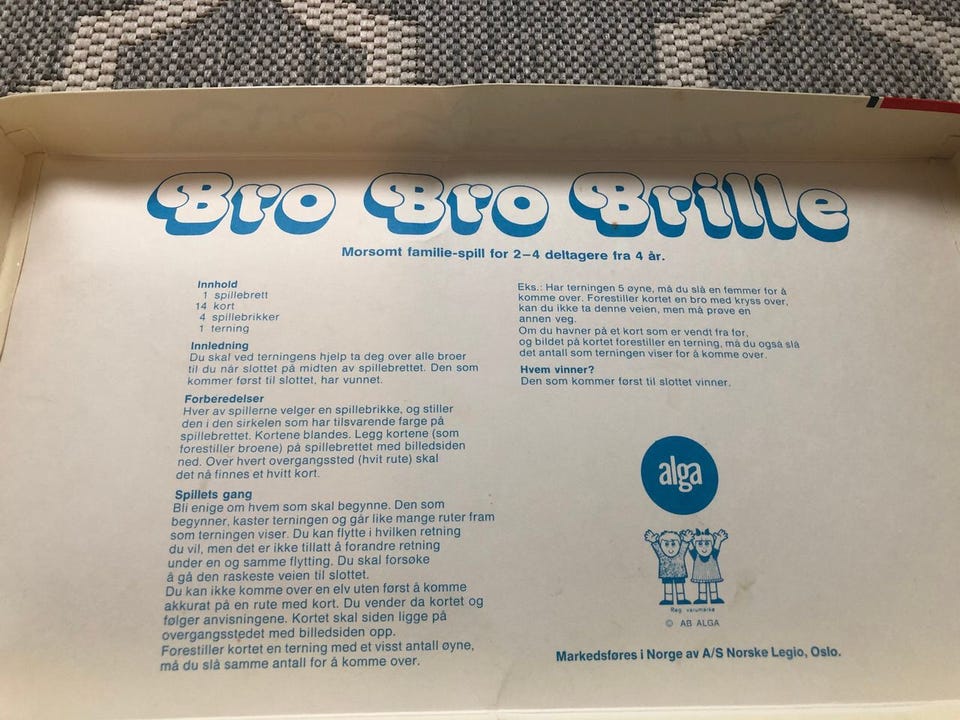 Bro Bro Brille
Morsomt familie-spill for 2–4 deltagere fra 4 år.
Innhold
1 spillebrett
14 kort
4 spillebrikker
1 terning
Innledning
Du skal ved terningens hjelp ta deg over alle broer
til du når slottet på midten av spillebrettet. Den som
kommer først til slottet, har vunnet.
Forberedelser
Hver av spillerne velger en spillebrikke, og stiller
den i den sirkelen som har tilsvarende farge på
spillebrettet. Kortene blandes. Legg kortene (som
forestiller broene) på spillebrettet med billedsiden
ned. Over hvert overgangssted (hvit rute) skal
det nå finnes et hvitt kort.
Spillets gang
Bli enige om hvem som skal begynne. Den som
begynner, kaster terningen og går like mange ruter fram
som terningen viser. Du kan flytte i hvilken retning
du vil, men det er ikke tillatt å forandre retning
under en og samme flytting. Du skal forsøke
å gå den raskeste veien til slottet.
Du kan ikke komme over en elv uten først å komme
akkurat på en rute med kort. Du vender da kortet og
følger anvisningene. Kortet skal siden ligge på
overgangsstedet med billedsiden opp.
Forestiller kortet en terning med et visst antall øyne,
må du slå samme antall for å komme over.
Eks.: Har terningen 5 øyne, må du slå en femmer for å
komme over. Forestiller kortet en bro med kryss over,
kan du ikke ta denne veien, men må prøve en
annen veg.
Om du havner på et kort som er vendt fra før,
og bildet på kortet forestiller en terning, må du også slå
det antall som terningen viser for å komme over.
Hvem vinner?
Den som kommer først til slottet vinner.
alga
Reg varumärke
© AB ALGA
Markedsføres i Norge av A/S Norske Legio, Oslo.